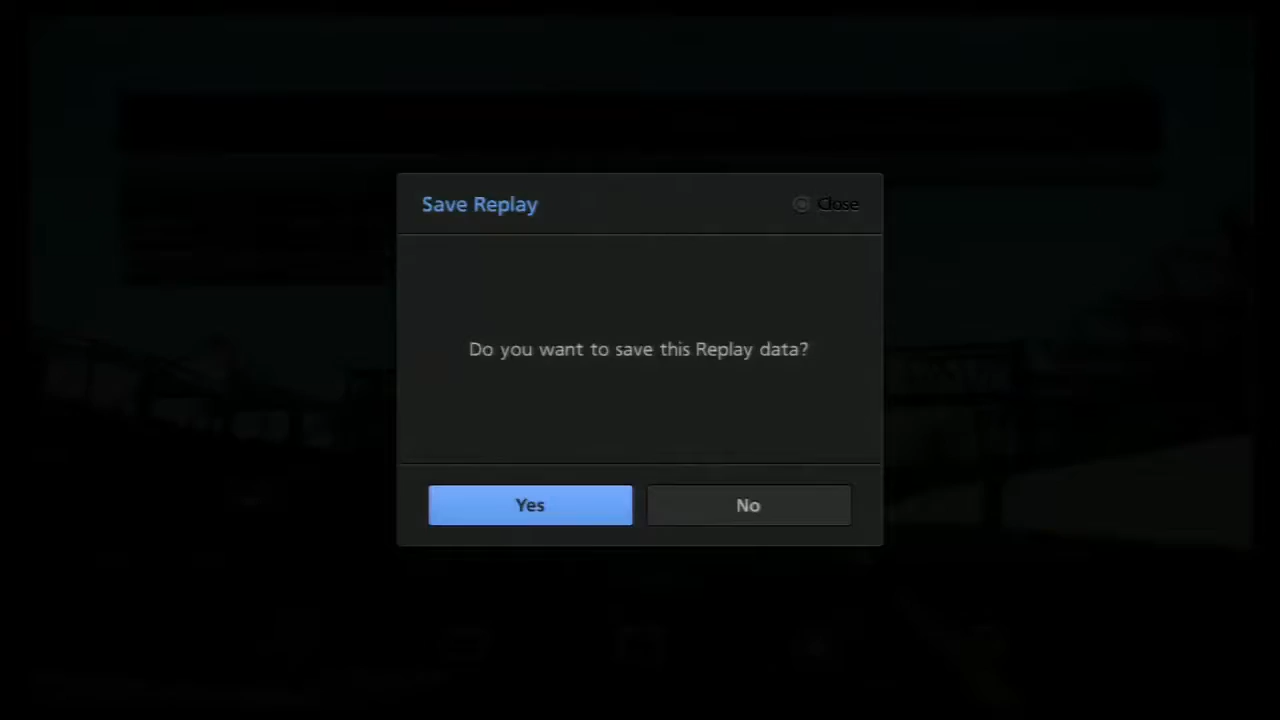 Save Replay
Close
Do you want to save this Replay data?
Yes
No